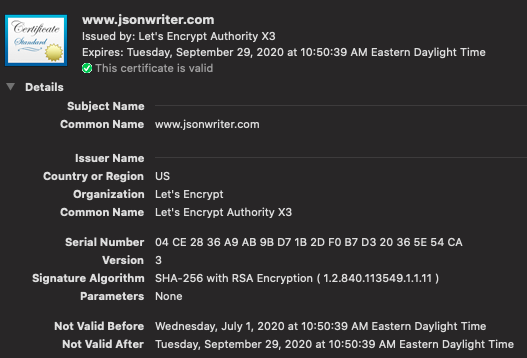 Certificate
Standard
www.jsonwriter.com
Issued by: Let's Encrypt Authority X3
Expires: Tuesday, September 29, 2020 at 10:50:39 AM Eastern Daylight Time
This certificate is valid
Details
Subject Name
Common Name www.jsonwriter.com
Issuer Name
Country or Region US
Organization Let's Encrypt
Common Name Let's Encrypt Authority X3
Serial Number 04 CE 28 36 A9 AB 9B D7 1B 2D F0 B7 D3 20 36 5E 54 CA
Version 3
Signature Algorithm SHA-256 with RSA Encryption ( 1.2.840.113549.1.1.11 )
Parameters None
Not Valid Before Wednesday, July 1, 2020 at 10:50:39 AM Eastern Daylight Time
Not Valid After Tuesday, September 29, 2020 at 10:50:39 AM Eastern Daylight Time